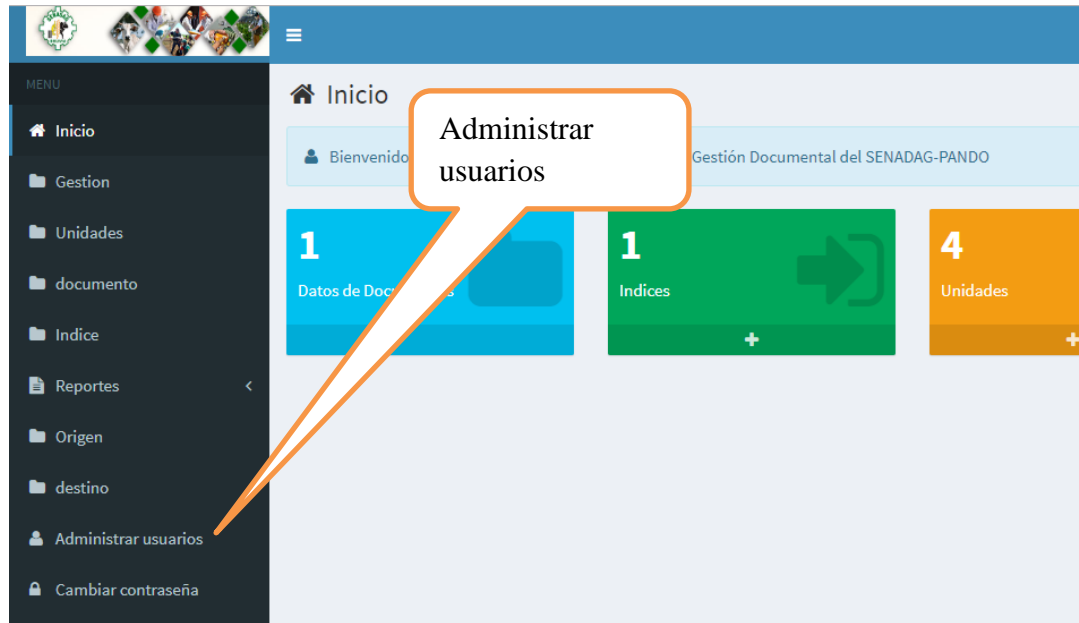 MENU
Inicio
Gestion
Unidades
documento
Indice
Reportes
Origen
destino
Administrar usuarios
Cambiar contraseña
Inicio
Bienvenido Gestión Documental del SENADAG-PANDO
Administrar
usuarios
1
Datos de
1
Indices
4
Unidades